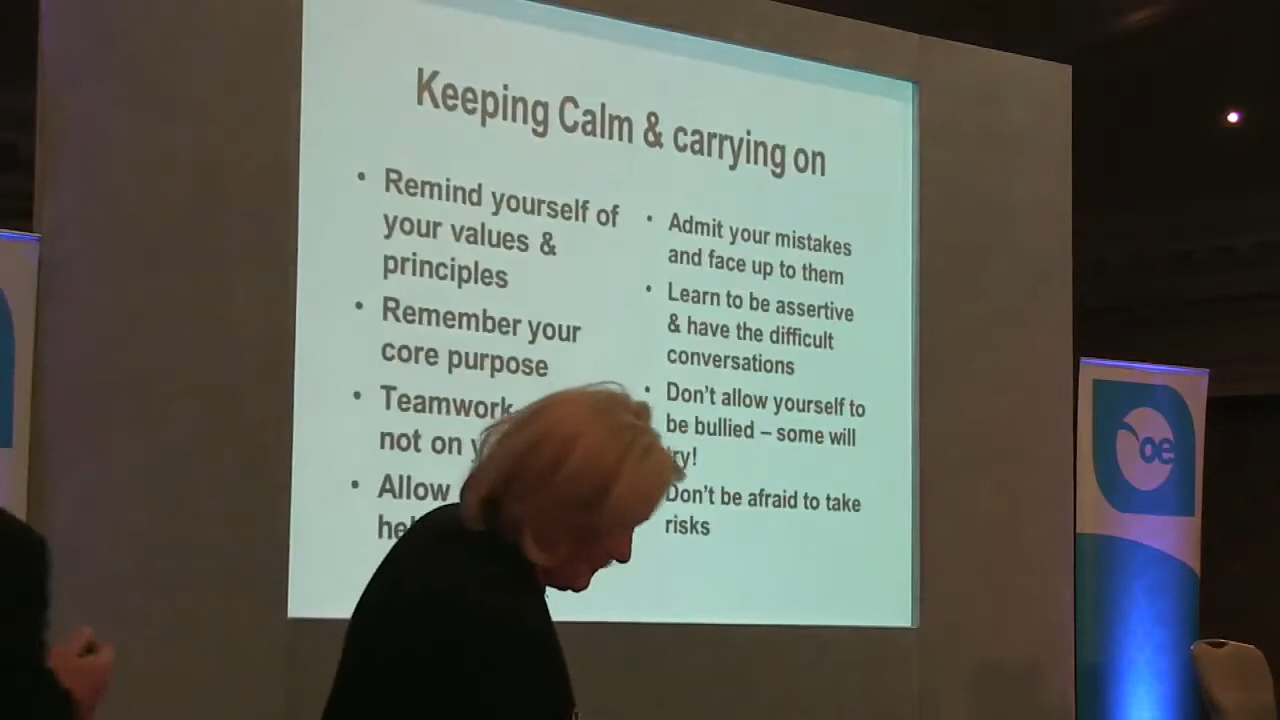 Keeping Calm & carrying on
• Remind yourself of
your values &
principles
• Remember your
core purpose
• Teamwork
not on
• Allow
• Admit your mistakes
and face up to them
• Learn to be assertive
& have the difficult
conversations
• Don't allow yourself to
be bullied – some will
try!
Don't be afraid to take
risks
oe